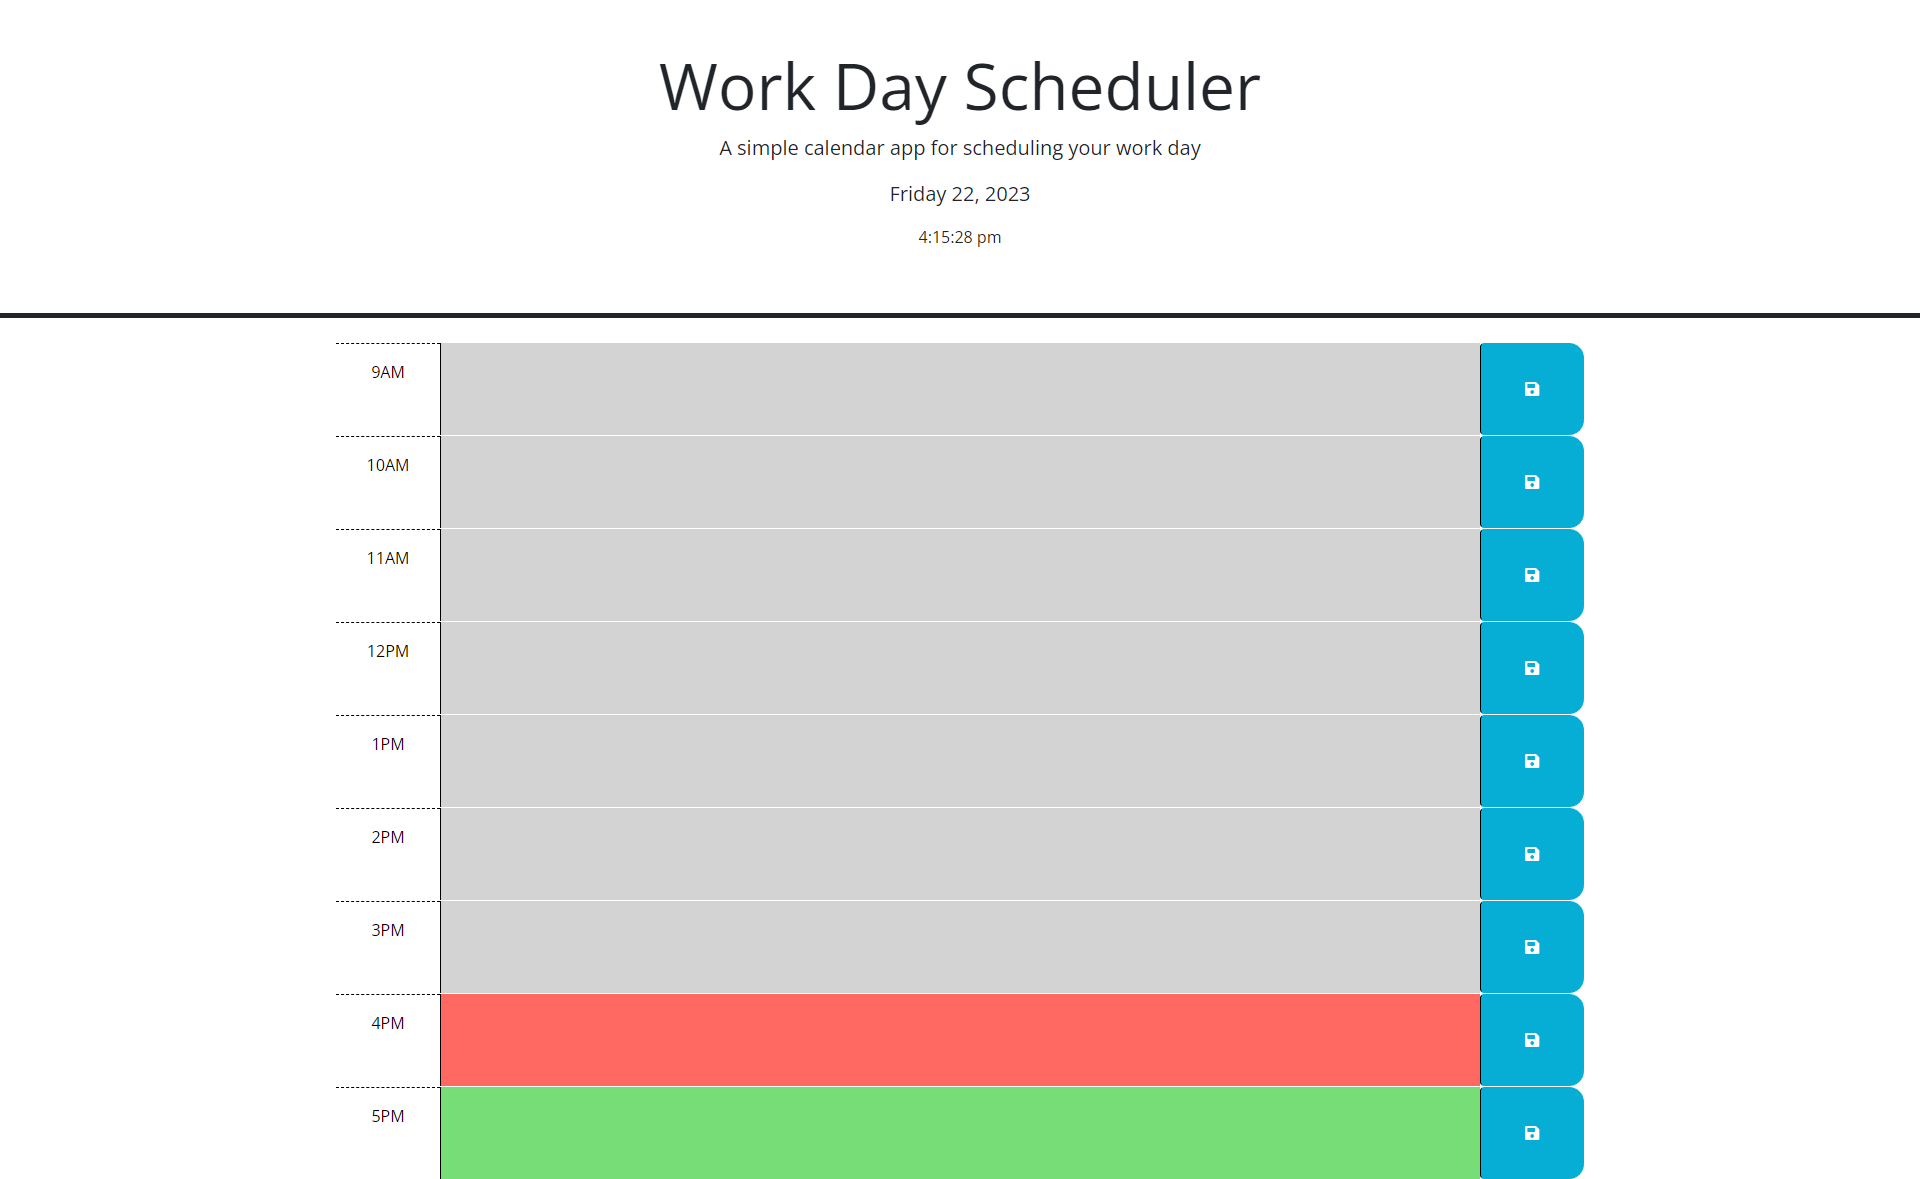 Work Day Scheduler
A simple calendar app for scheduling your work day
Friday 22, 2023
4:15:28 pm
9AM
10AM
11AM
12PM
1PM
2PM
3PM
4PM
5PM